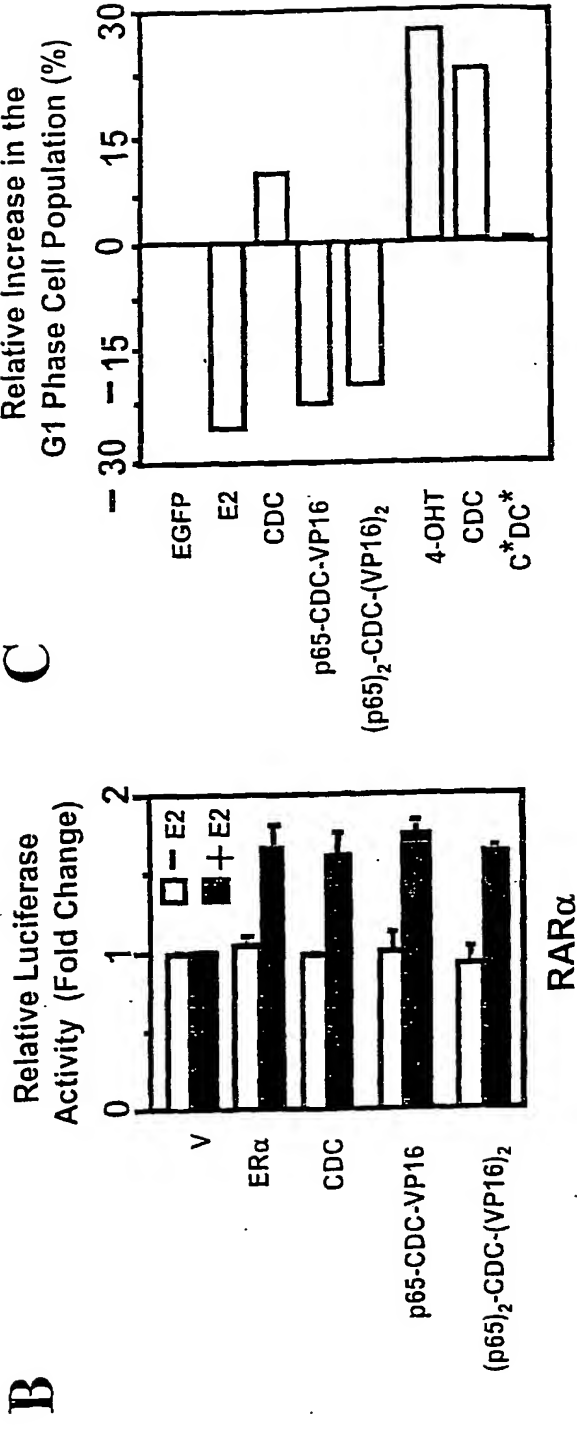 B
Relative Luciferase
Activity (Fold Change)
0
1
2
− E2
+ E2
V
ERα
CDC
p65-CDC-VP16
(p65)2-CDC-(VP16)2
RARα
C
Relative Increase in the
G1 Phase Cell Population (%)
− 30
− 15
0
15
30
EGFP
E2
CDC
p65-CDC-VP16
(p65)2-CDC-(VP16)2
4-OHT
CDC
C*DC*